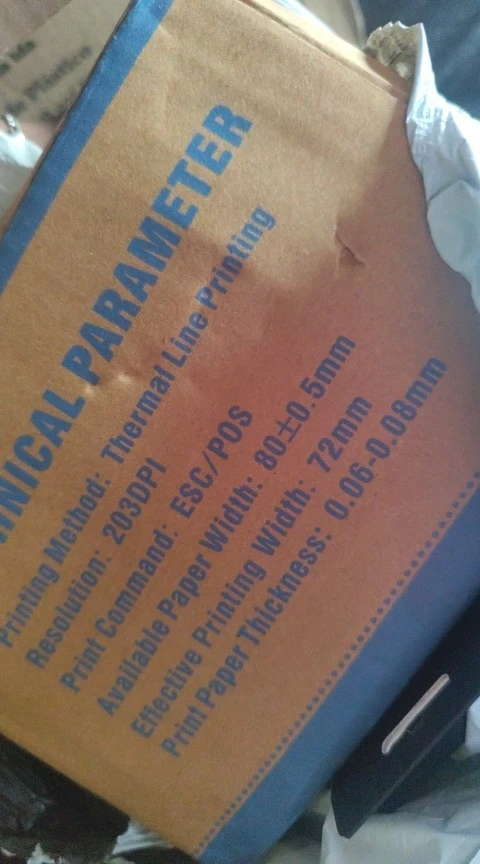 TECHNICAL PARAMETER
Printing Method: Thermal Line Printing
Resolution: 203DPI
Print Command: ESC/POS
Available Paper Width: 80±0.5mm
Effective Printing Width: 72mm
Print Paper Thickness: 0.06-0.08mm